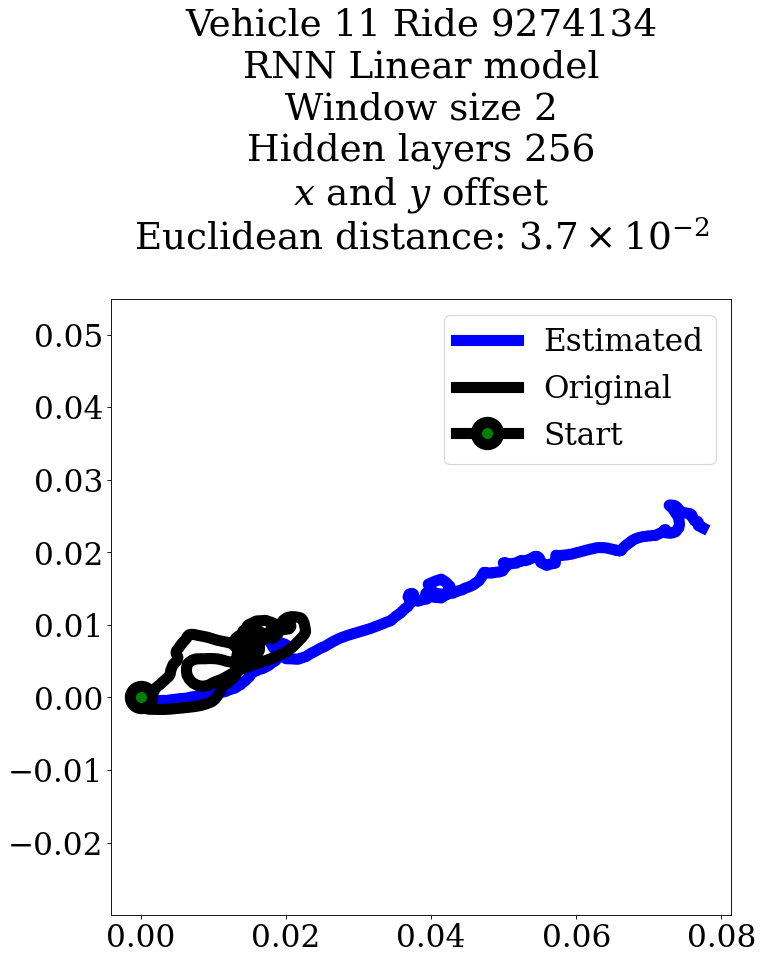 Vehicle 11 Ride 9274134
RNN Linear model
Window size 2
Hidden layers 256
x and y offset
Euclidean distance: 3.7 × 10⁻²
Estimated
Original
Start
0.05
0.04
0.03
0.02
0.01
0.00
−0.01
−0.02
0.00 0.02 0.04 0.06 0.08